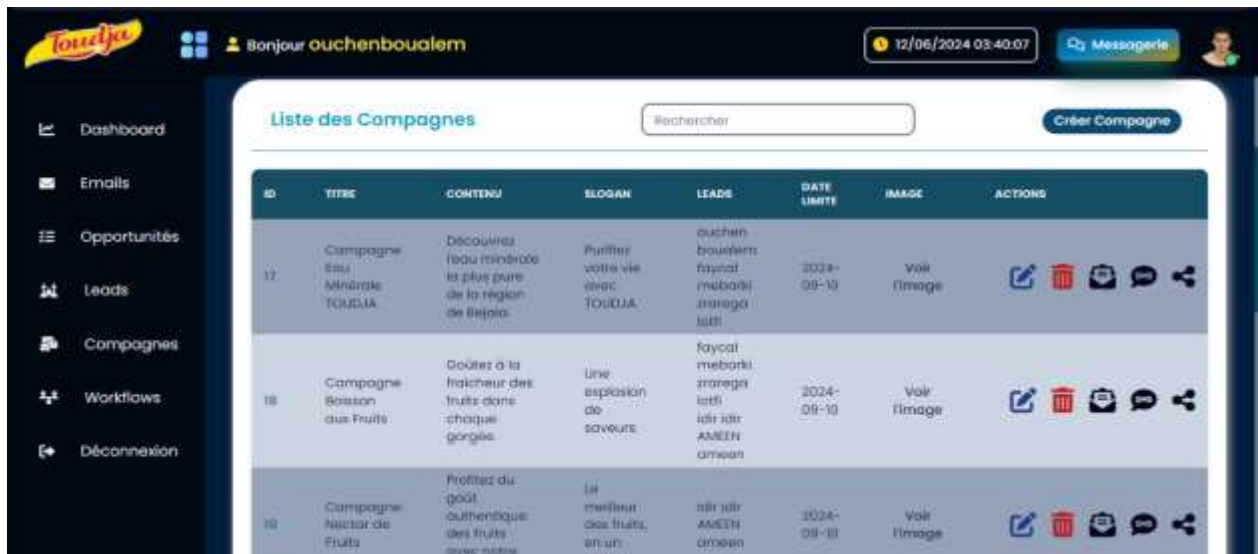 Toudja
Bonjour ouchenboualem
12/06/2024 03:40:07
Messagerie
Dashboard
Emails
Opportunités
Leads
Compagnes
Workflows
Déconnexion
Liste des Compagnes
Rechercher
Créer Compagne
ID TITRE CONTENU SLOGAN LEADS DATE LIMITE IMAGE ACTIONS
17
Campagne
Eau
Minérale
TOUDJA
Découvrez
l'eau minérale
la plus pure
de la région
de Bejaia.
Purifiez
votre vie
avec
TOUDJA
ouchen
boualem
faycal
mebarki
zrarega
lotfi
2024-
09-10
Voir
l'image
18
Campagne
Boisson
aux Fruits
Goûtez à la
fraîcheur des
fruits dans
chaque
gorgée.
Une
explosion
de
saveurs
faycal
mebarki
zrarega
lotfi
idir idir
AMEEN
ameen
2024-
09-10
Voir
l'image
19
Campagne
Nectar de
Fruits
Profitez du
goût
authentique
des fruits
avec notre
Le
meilleur
des fruits,
en un
idir idir
AMEEN
ameen
2024-
09-10
Voir
l'image